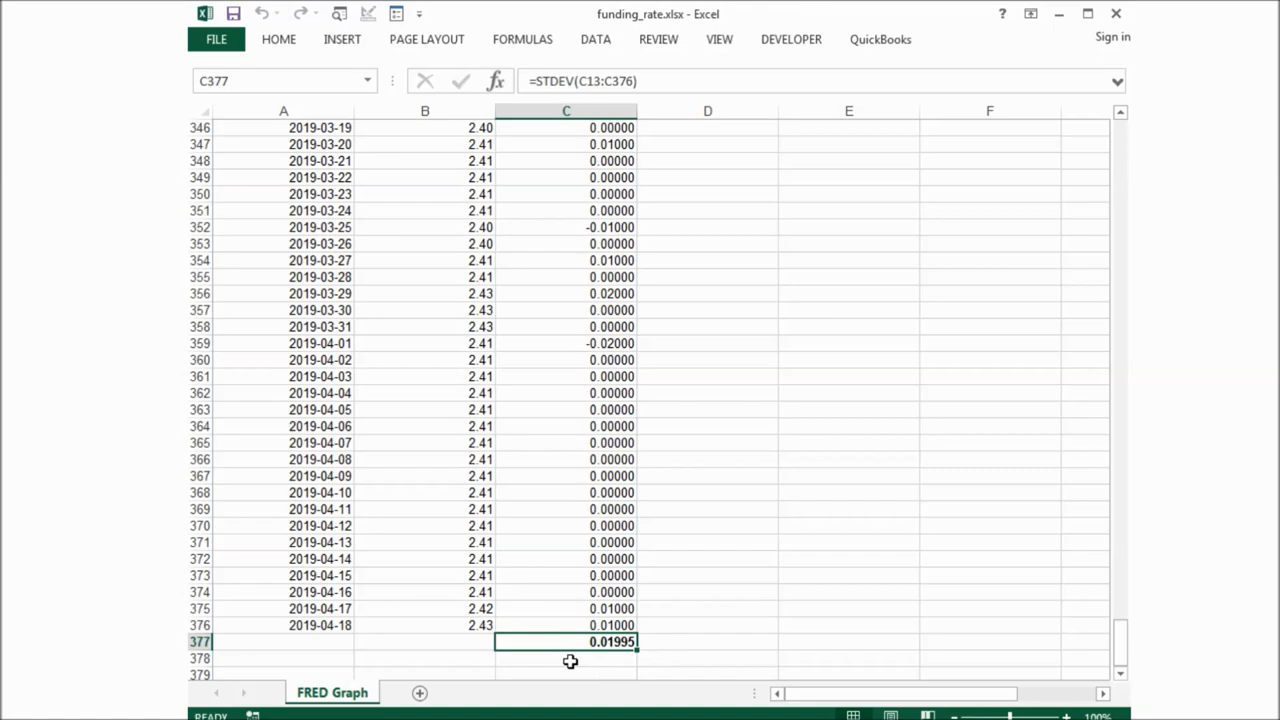 funding_rate.xlsx - Excel
?
FILE HOME INSERT PAGE LAYOUT FORMULAS DATA REVIEW VIEW DEVELOPER QuickBooks Sign in
C377 fx =STDEV(C13:C376)
A B C D E F
346 2019-03-19 2.40 0.00000
347 2019-03-20 2.41 0.01000
348 2019-03-21 2.41 0.00000
349 2019-03-22 2.41 0.00000
350 2019-03-23 2.41 0.00000
351 2019-03-24 2.41 0.00000
352 2019-03-25 2.40 -0.01000
353 2019-03-26 2.40 0.00000
354 2019-03-27 2.41 0.01000
355 2019-03-28 2.41 0.00000
356 2019-03-29 2.43 0.02000
357 2019-03-30 2.43 0.00000
358 2019-03-31 2.43 0.00000
359 2019-04-01 2.41 -0.02000
360 2019-04-02 2.41 0.00000
361 2019-04-03 2.41 0.00000
362 2019-04-04 2.41 0.00000
363 2019-04-05 2.41 0.00000
364 2019-04-06 2.41 0.00000
365 2019-04-07 2.41 0.00000
366 2019-04-08 2.41 0.00000
367 2019-04-09 2.41 0.00000
368 2019-04-10 2.41 0.00000
369 2019-04-11 2.41 0.00000
370 2019-04-12 2.41 0.00000
371 2019-04-13 2.41 0.00000
372 2019-04-14 2.41 0.00000
373 2019-04-15 2.41 0.00000
374 2019-04-16 2.41 0.00000
375 2019-04-17 2.42 0.01000
376 2019-04-18 2.43 0.01000
377 0.01995
378
379
FRED Graph
READY 100%